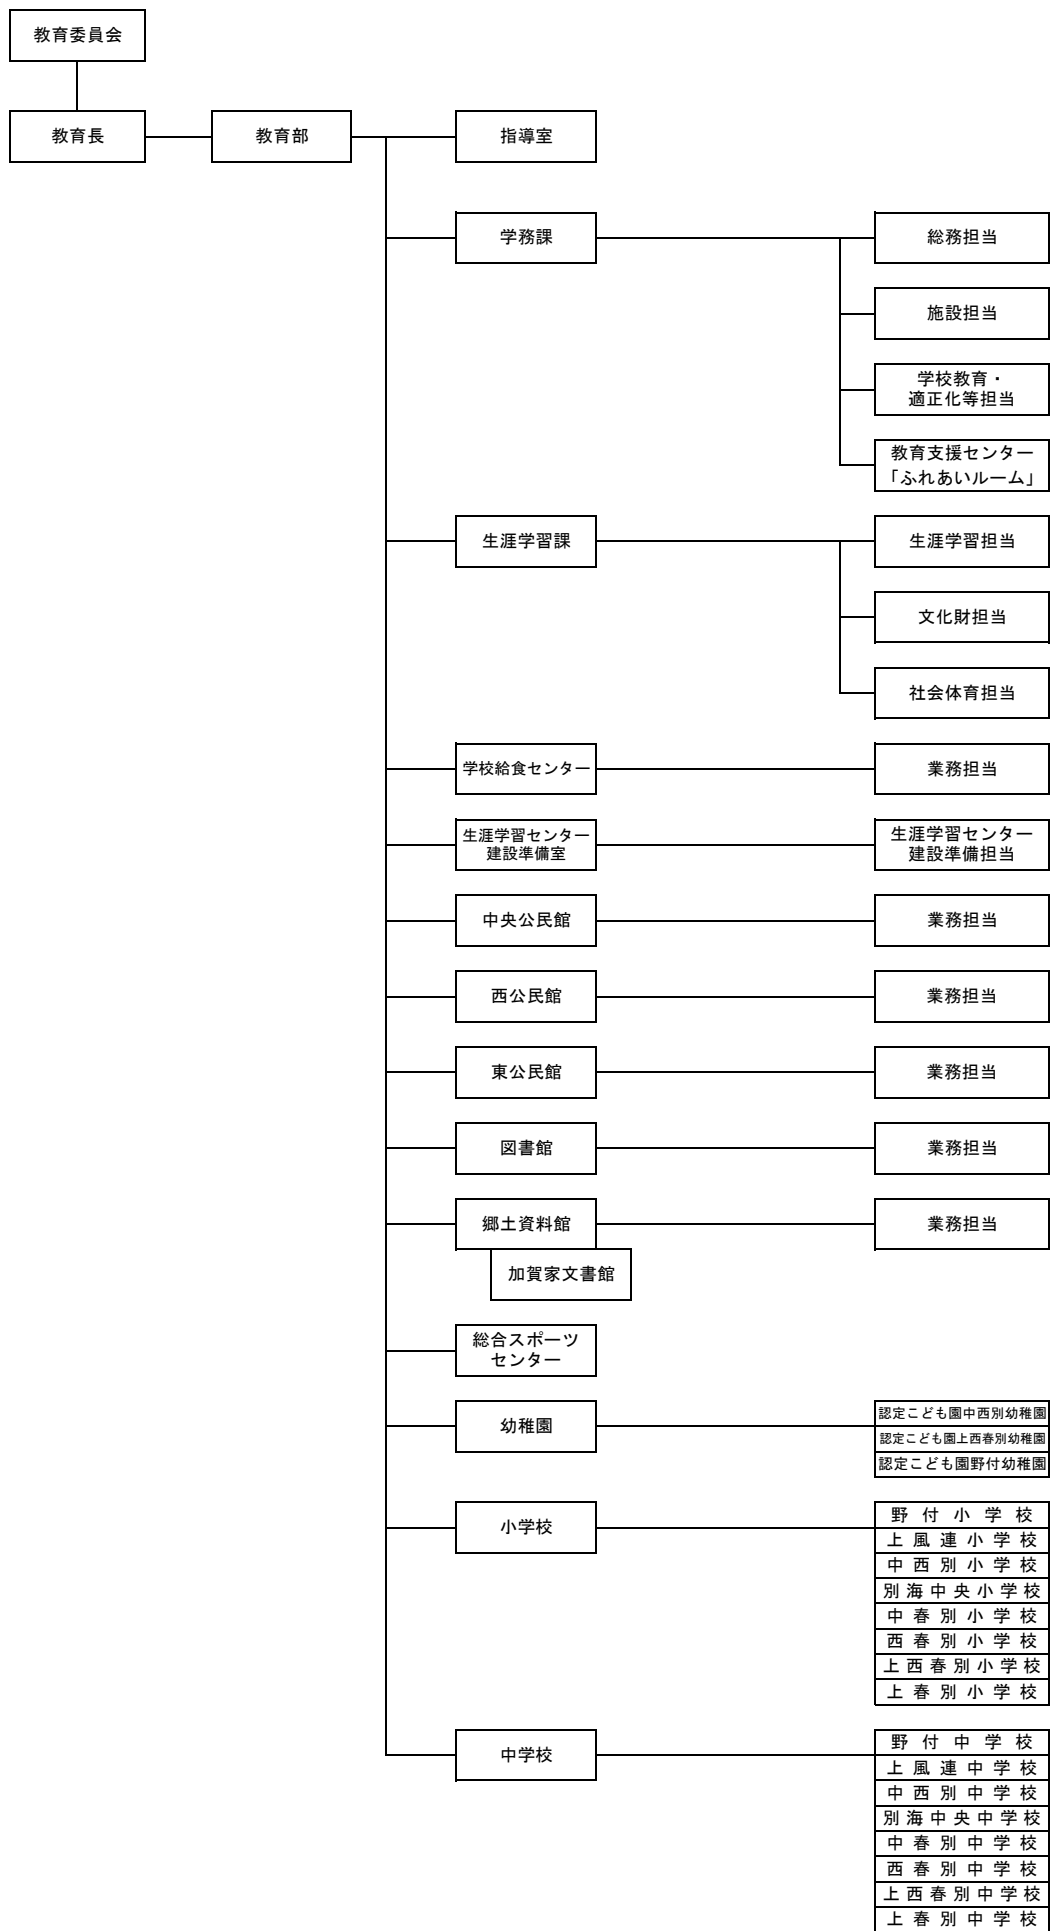 教育委員会
教育長
教育部
指導室
学務課
総務担当
施設担当
学校教育・
適正化等担当
教育支援センター
「ふれあいルーム」
生涯学習課
生涯学習担当
文化財担当
社会体育担当
学校給食センター
業務担当
生涯学習センター
建設準備室
生涯学習センター
建設準備担当
中央公民館
業務担当
西公民館
業務担当
東公民館
業務担当
図書館
業務担当
郷土資料館
業務担当
加賀家文書館
総合スポーツ
センター
幼稚園
認定こども園中西別幼稚園
認定こども園上西春別幼稚園
認定こども園野付幼稚園
小学校
野付小学校
上風連小学校
中西別小学校
別海中央小学校
中春別小学校
西春別小学校
上西春別小学校
上春別小学校
中学校
野付中学校
上風連中学校
中西別中学校
別海中央中学校
中春別中学校
西春別中学校
上西春別中学校
上春別中学校